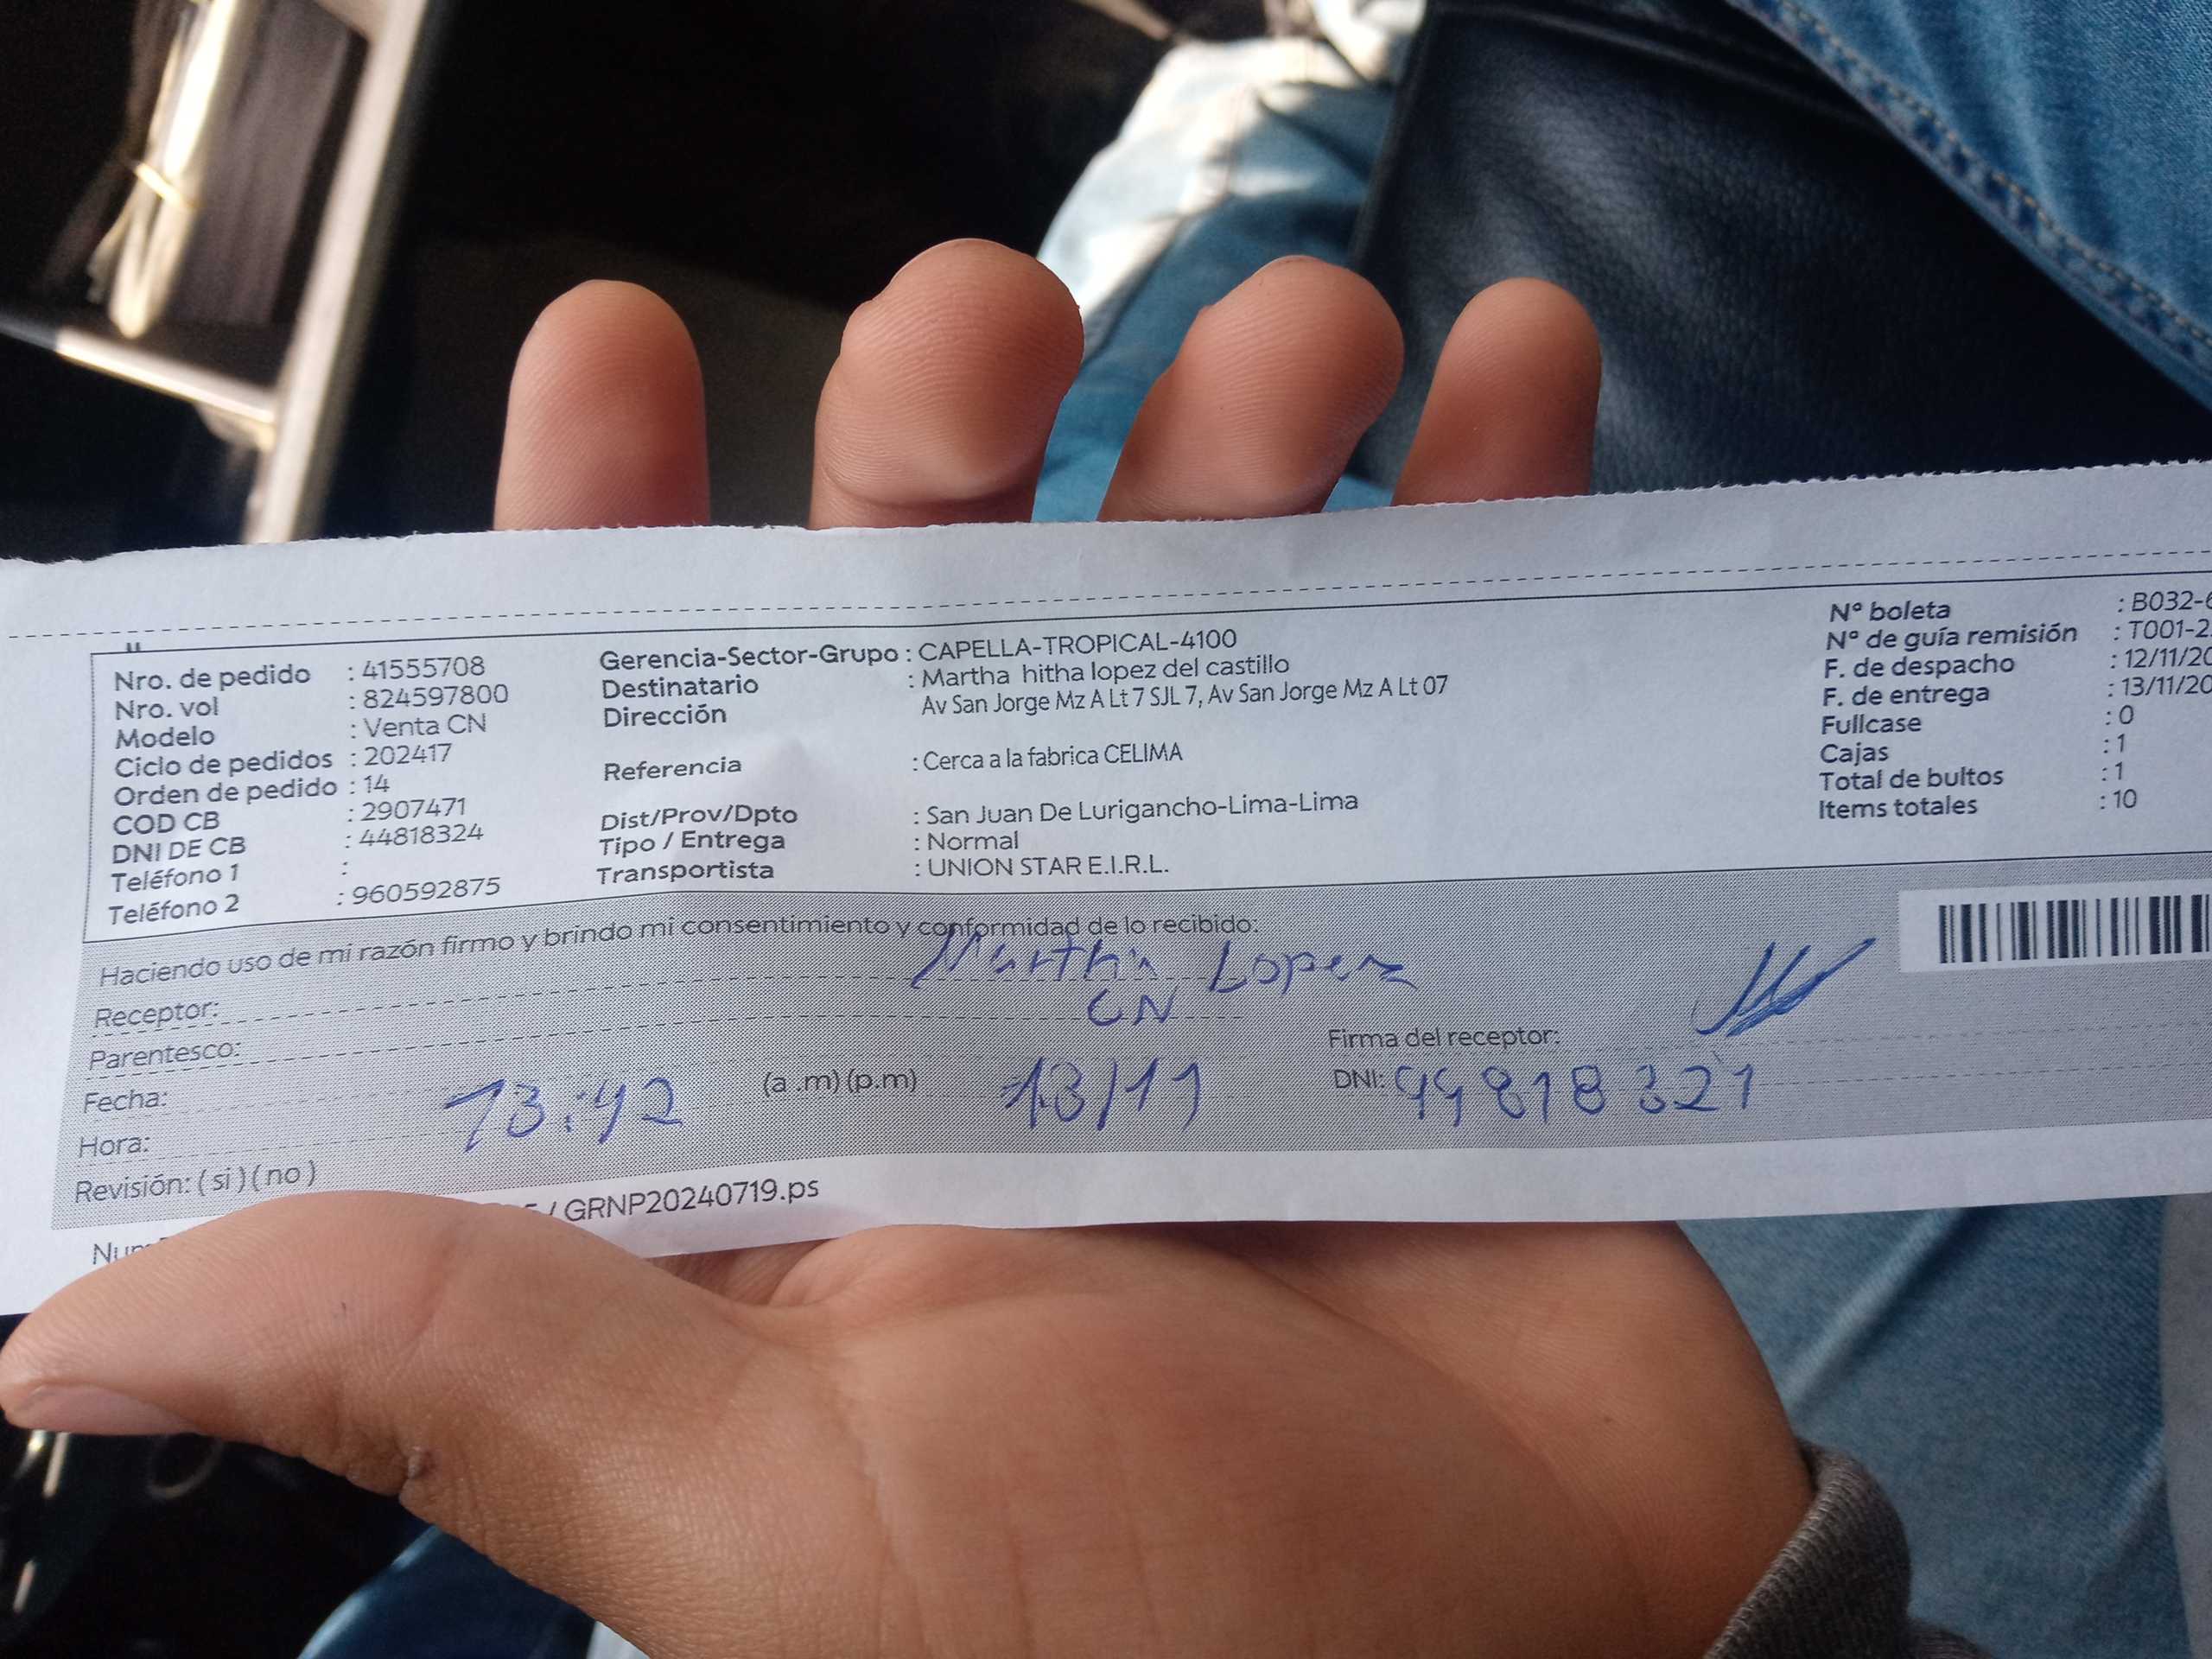 Nro. de pedido : 41555708
Nro. vol : 824597800
Modelo : Venta CN
Ciclo de pedidos : 202417
Orden de pedido : 14
COD CB : 2907471
DNI DE CB : 44818324
Teléfono 1 :
Teléfono 2 : 960592875
Gerencia-Sector-Grupo : CAPELLA-TROPICAL-4100
Destinatario : Martha hitha lopez del castillo
Dirección Av San Jorge Mz A Lt 7 SJL 7, Av San Jorge Mz A Lt 07
Referencia : Cerca a la fabrica CELIMA
Dist/Prov/Dpto : San Juan De Lurigancho-Lima-Lima
Tipo / Entrega : Normal
Transportista : UNION STAR E.I.R.L.
Nº boleta : B032-
Nº de guía remisión : T001-2
F. de despacho : 12/11/20
F. de entrega : 13/11/20
Fullcase : 0
Cajas : 1
Total de bultos : 1
Items totales : 10
Haciendo uso de mi razón firmo y brindo mi consentimiento y conformidad de lo recibido:
Receptor: Martha Lopez
Parentesco: CN
Firma del receptor:
Fecha: (a .m) (p.m) 13/11 DNI: 44818321
Hora: 13:42
Revisión: ( si ) ( no )
/ GRNP20240719.ps